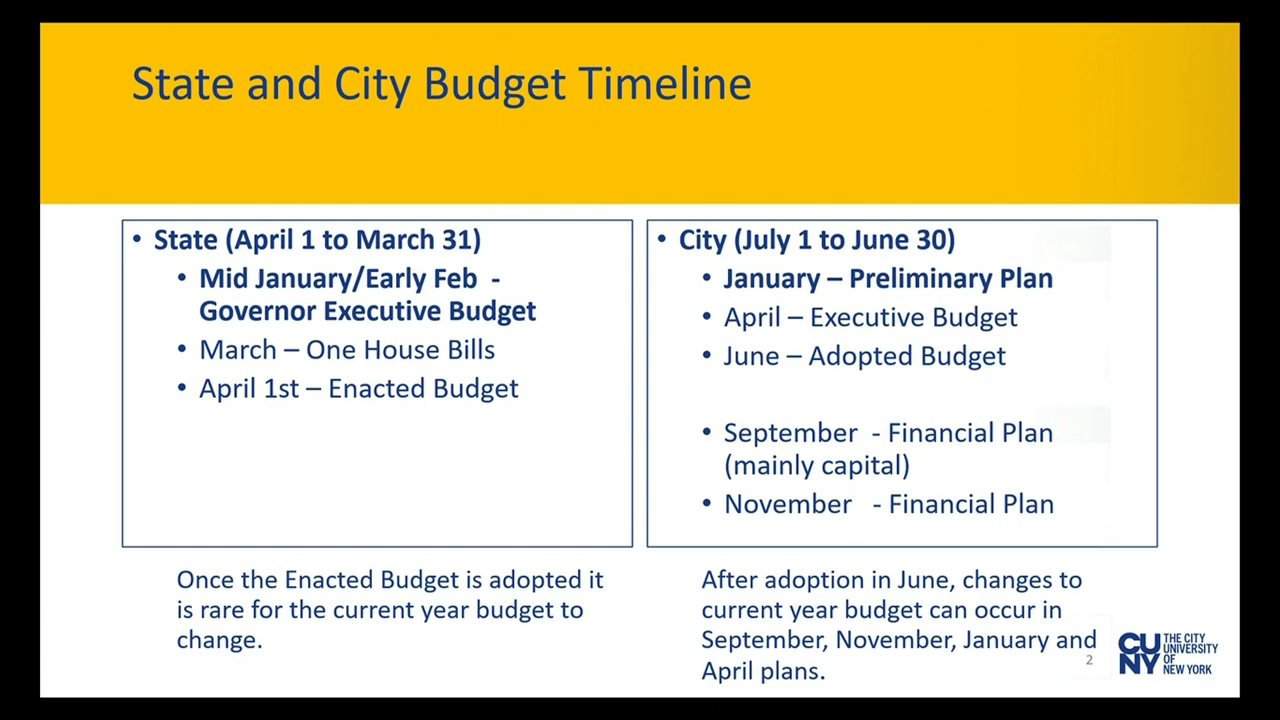 State and City Budget Timeline
• State (April 1 to March 31)
• Mid January/Early Feb  -
Governor Executive Budget
• March – One House Bills
• April 1st – Enacted Budget
• City (July 1 to June 30)
• January – Preliminary Plan
• April – Executive Budget
• June – Adopted Budget
• September  - Financial Plan
(mainly capital)
• November   - Financial Plan
Once the Enacted Budget is adopted it
is rare for the current year budget to
change.
After adoption in June, changes to
current year budget can occur in
September, November, January and
April plans.
2
CU
NY
THE CITY
UNIVERSITY
OF
NEW YORK